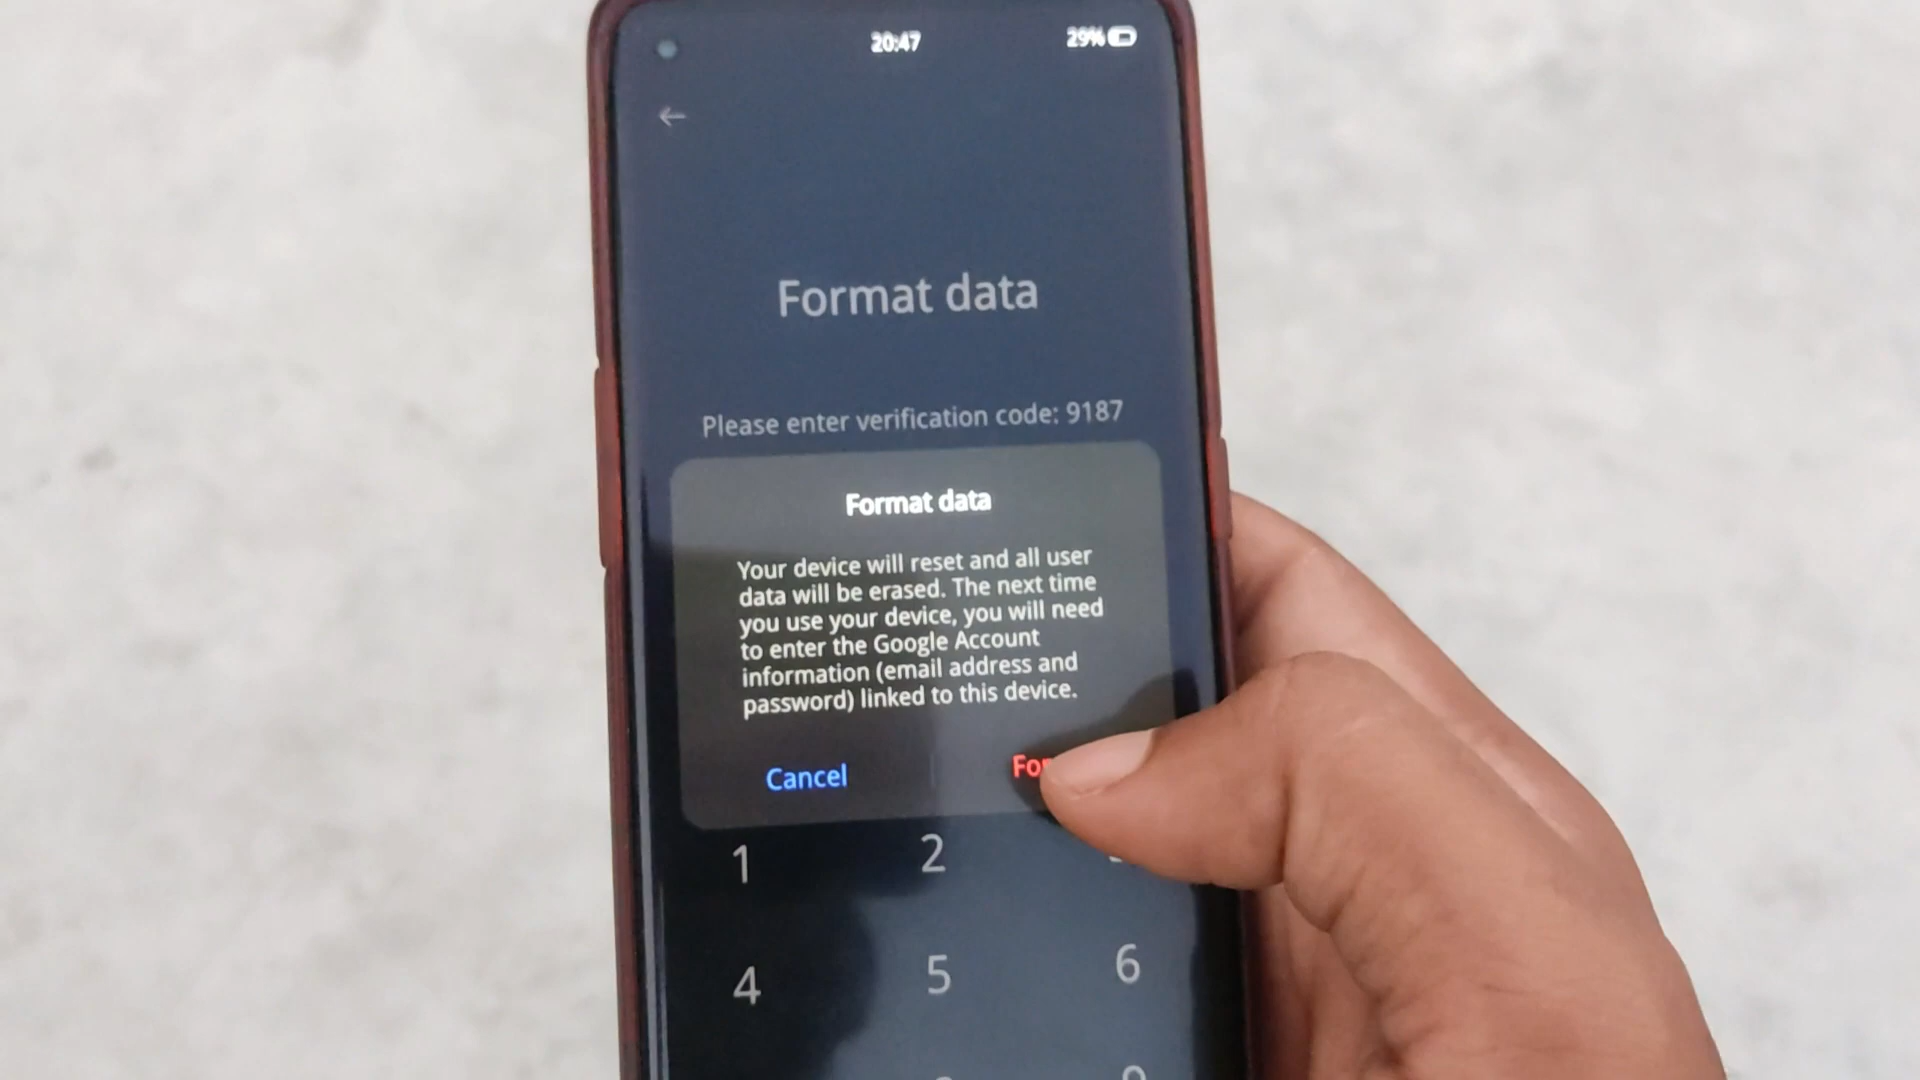 20:47
29%
Format data
Please enter verification code: 9187
Format data
Your device will reset and all user
data will be erased. The next time
you use your device, you will need
to enter the Google Account
information (email address and
password) linked to this device.
Cancel
For
1 2
4 5 6